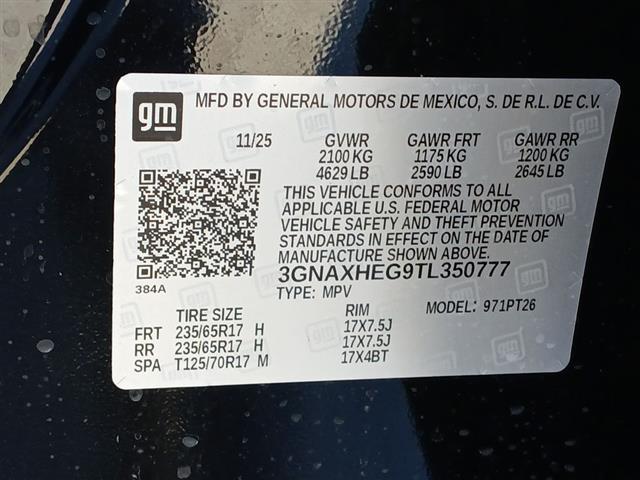 gm MFD BY GENERAL MOTORS DE MEXICO, S. DE R.L. DE C.V.
11/25 GVWR GAWR FRT GAWR RR
2100 KG 1175 KG 1200 KG
4629 LB 2590 LB 2645 LB
THIS VEHICLE CONFORMS TO ALL
APPLICABLE U.S. FEDERAL MOTOR
VEHICLE SAFETY AND THEFT PREVENTION
STANDARDS IN EFFECT ON THE DATE OF
MANUFACTURE SHOWN ABOVE.
3GNAXHEG9TL350777
384A
TYPE: MPV
MODEL: 971PT26
TIRE SIZE RIM
FRT 235/65R17 H 17X7.5J
RR 235/65R17 H 17X7.5J
SPA T125/70R17 M 17X4BT